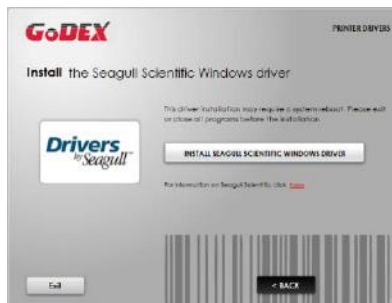 GODEX
PRINTER DRIVERS
Install the Seagull Scientific Windows driver
This driver installation may require a system reboot. Please exit
or close all programs before the installation.
Drivers
by Seagull™
INSTALL SEAGULL SCIENTIFIC WINDOWS DRIVER
For information on Seagull Scientific click here
Exit
< BACK